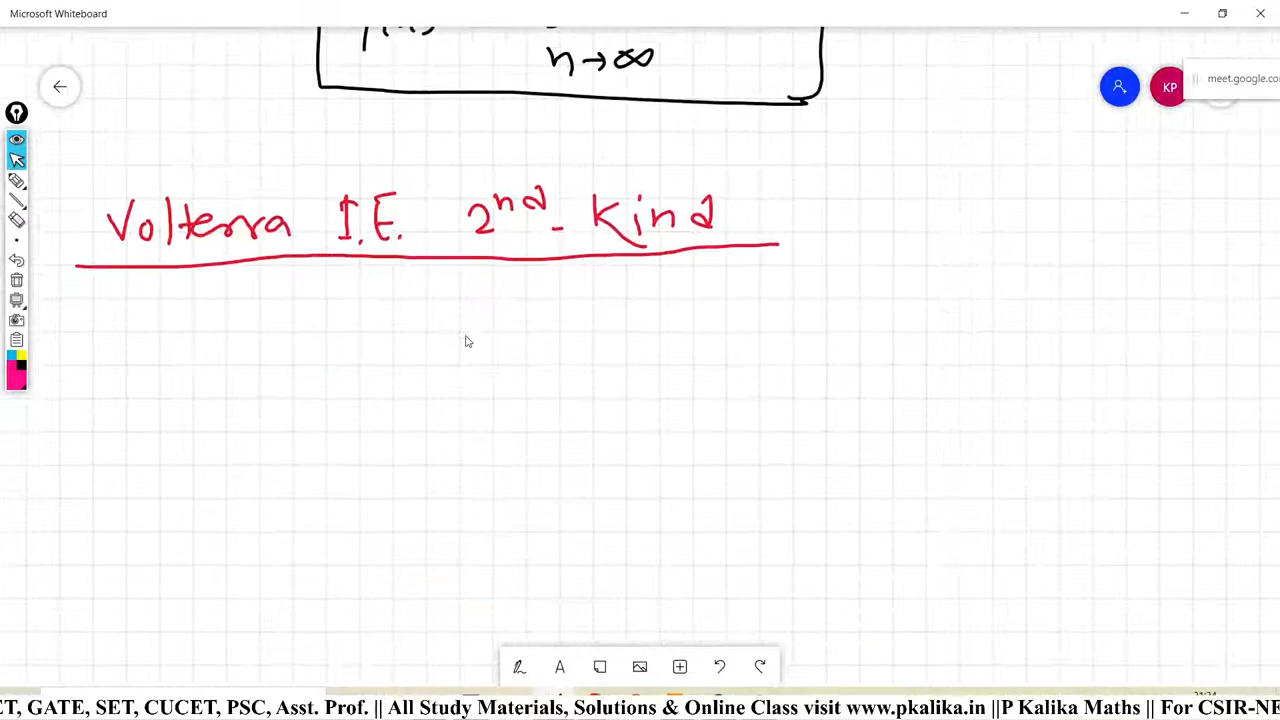 Microsoft Whiteboard
n→∞
KP
meet.google.co
Volterra I.E. 2nd - Kind
ET, GATE, SET, CUCET, PSC, Asst. Prof. || All Study Materials, Solutions & Online Class visit www.pkalika.in ||P Kalika Maths || For CSIR-NE